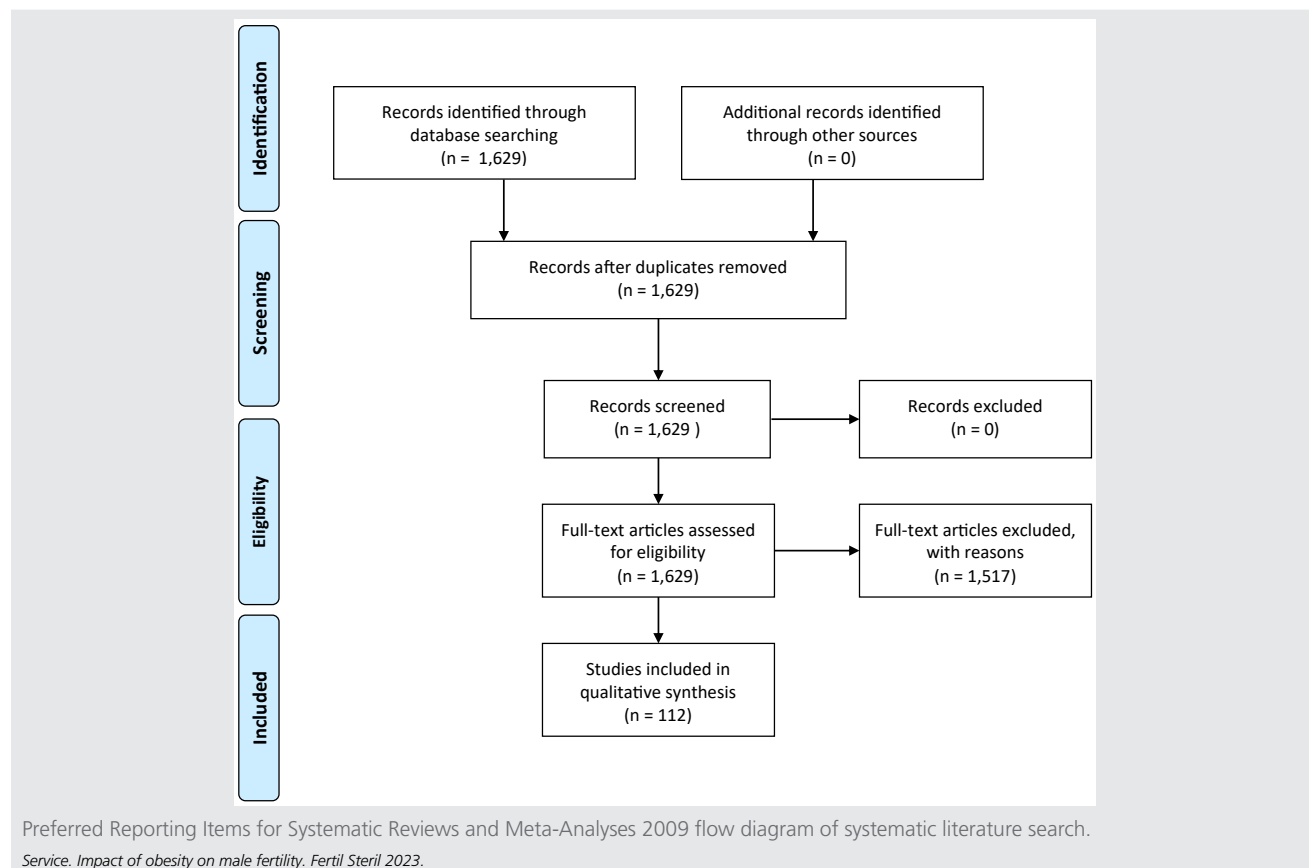 Identification
Records identified through
database searching
(n =  1,629)
Additional records identified
through other sources
(n = 0)
Screening
Records after duplicates removed
(n = 1,629)
Records screened
(n = 1,629 )
Records excluded
(n = 0)
Eligibility
Full-text articles assessed
for eligibility
(n = 1,629)
Full-text articles excluded,
with reasons
(n = 1,517)
Included
Studies included in
qualitative synthesis
(n = 112)
Preferred Reporting Items for Systematic Reviews and Meta-Analyses 2009 flow diagram of systematic literature search.
Service. Impact of obesity on male fertility. Fertil Steril 2023.